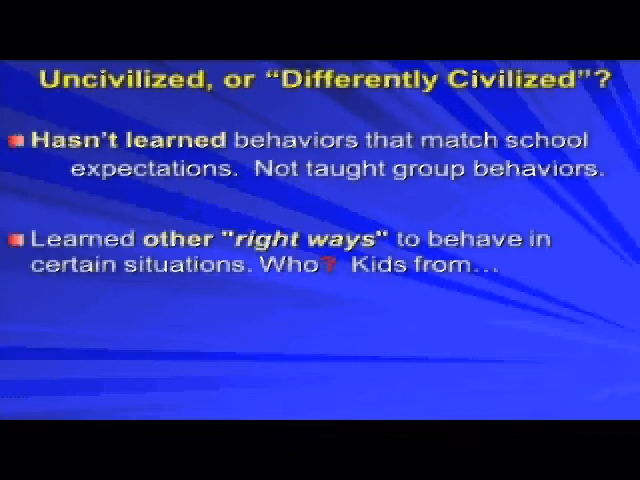 Uncivilized, or “Differently Civilized”?
Hasn’t learned behaviors that match school
expectations.  Not taught group behaviors.
Learned other "right ways" to behave in
certain situations. Who?  Kids from…